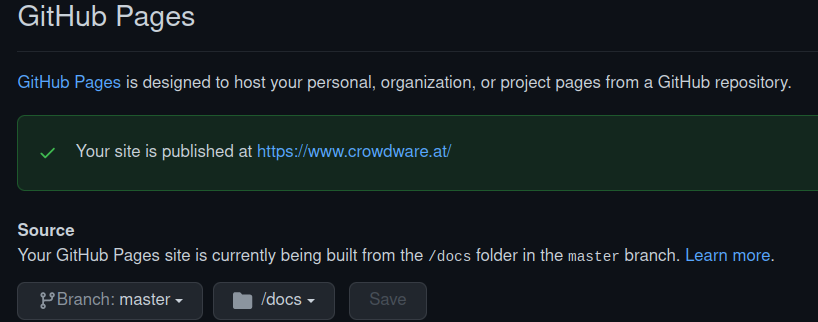 GitHub Pages
GitHub Pages is designed to host your personal, organization, or project pages from a GitHub repository.
Your site is published at https://www.crowdware.at/
Source
Your GitHub Pages site is currently being built from the /docs folder in the master branch. Learn more.
Branch: master /docs Save